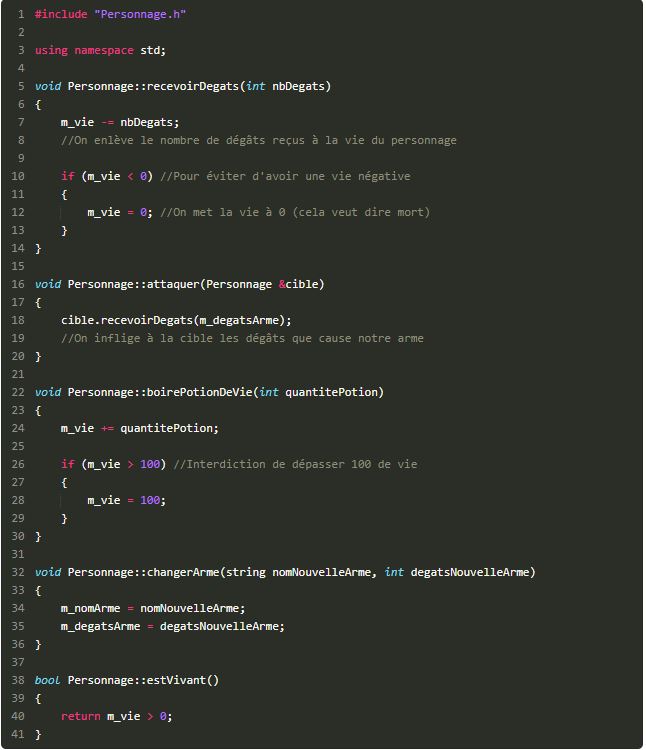 1 #include "Personnage.h"
2
3 using namespace std;
4
5 void Personnage::recevoirDegats(int nbDegats)
6 {
7     m_vie -= nbDegats;
8     //On enlève le nombre de dégâts reçus à la vie du personnage
9
10     if (m_vie < 0) //Pour éviter d'avoir une vie négative
11     {
12         m_vie = 0; //On met la vie à 0 (cela veut dire mort)
13     }
14 }
15
16 void Personnage::attaquer(Personnage &cible)
17 {
18     cible.recevoirDegats(m_degatsArme);
19     //On inflige à la cible les dégâts que cause notre arme
20 }
21
22 void Personnage::boirePotionDeVie(int quantitePotion)
23 {
24     m_vie += quantitePotion;
25
26     if (m_vie > 100) //Interdiction de dépasser 100 de vie
27     {
28         m_vie = 100;
29     }
30 }
31
32 void Personnage::changerArme(string nomNouvelleArme, int degatsNouvelleArme)
33 {
34     m_nomArme = nomNouvelleArme;
35     m_degatsArme = degatsNouvelleArme;
36 }
37
38 bool Personnage::estVivant()
39 {
40     return m_vie > 0;
41 }